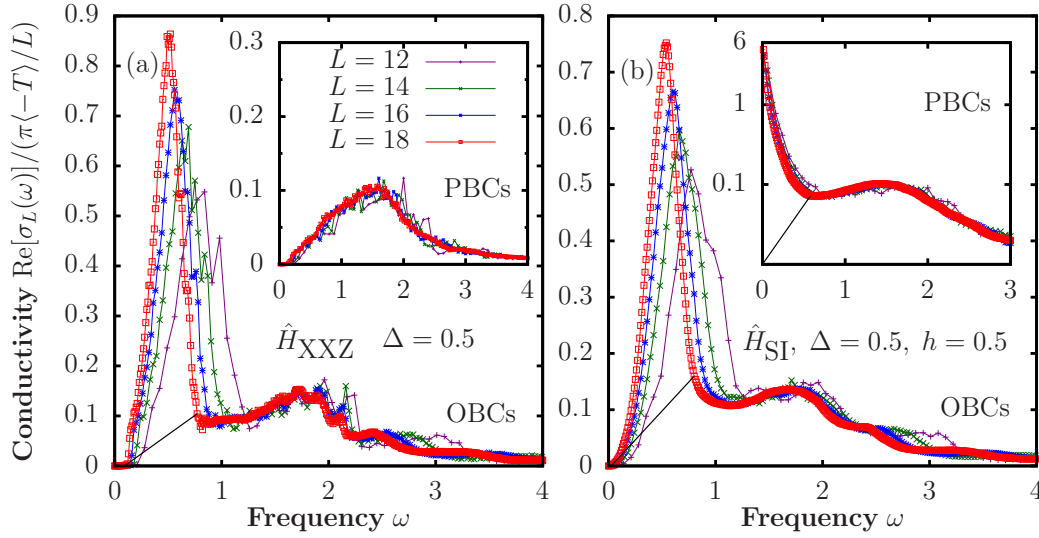 Conductivity Re[σ_L(ω)]/(π⟨−T⟩/L)
0.9
0.8
0.7
0.6
0.5
0.4
0.3
0.2
0.1
0
0 1 2 3 4
Frequency ω
(a)
0.3
0.1
0
0 1 2 3 4
L = 12
L = 14
L = 16
L = 18
PBCs
Ĥ_XXZ Δ = 0.5
OBCs
0.8
0.7
0.6
0.5
0.4
0.3
0.2
0.1
0
0 1 2 3 4
Frequency ω
(b)
6
1
0.1
0 1 2 3
PBCs
Ĥ_SI, Δ = 0.5, h = 0.5
OBCs